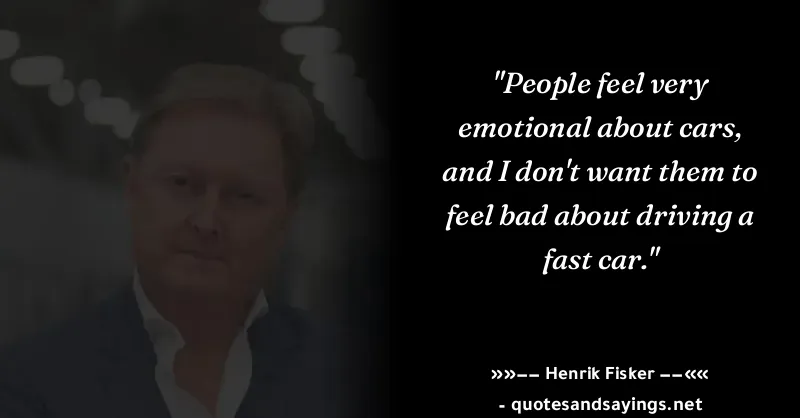 "People feel very
emotional about cars,
and I don't want them to
feel bad about driving a
fast car."
»»−− Henrik Fisker −−««
- quotesandsayings.net